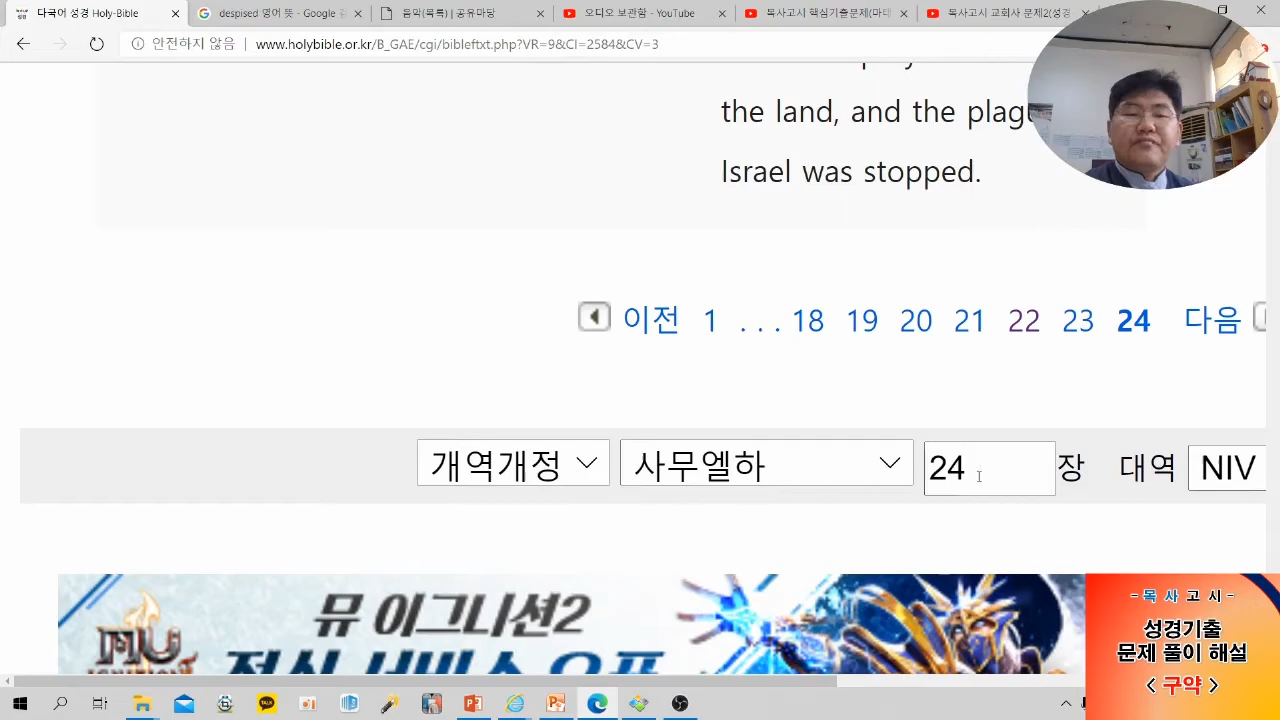 다국어 성경 Holy-Bible
despised 영어 뜻 - Google
음악(목록) | 공유마당
오디오 보관함 - YouTube
목사고시 핵심기출문제(마태
목사고시 교회사 문제2(성경
안전하지 않음 www.holybible.or.kr/B_GAE/cgi/bibleftxt.php?VR=9&CI=2584&CV=3
the land, and the plagu
Israel was stopped.
이전 1 ... 18 19 20 21 22 23 24 다음
개역개정 사무엘하 24 장 대역 NIV
뮤 이그니션2
MU
-목사고시-
성경기출
문제 풀이 해설
<구약>